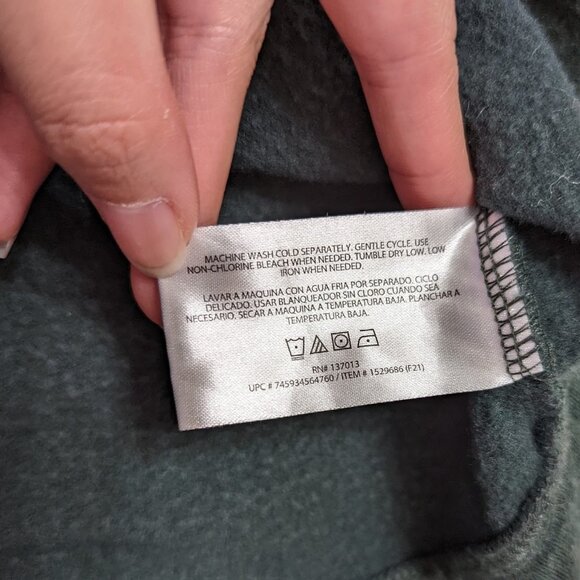 MACHINE WASH COLD SEPARATELY. GENTLE CYCLE. USE
NON-CHLORINE BLEACH WHEN NEEDED. TUMBLE DRY LOW. LOW
IRON WHEN NEEDED.
LAVAR A MAQUINA CON AGUA FRIA POR SEPARADO. CICLO
DELICADO. USAR BLANQUEADOR SIN CLORO CUANDO SEA
NECESARIO. SECAR A MAQUINA A TEMPERATURA BAJA. PLANCHAR A
TEMPERATURA BAJA.
RN# 137013
UPC # 745934564760 / ITEM # 1529686 (F21)